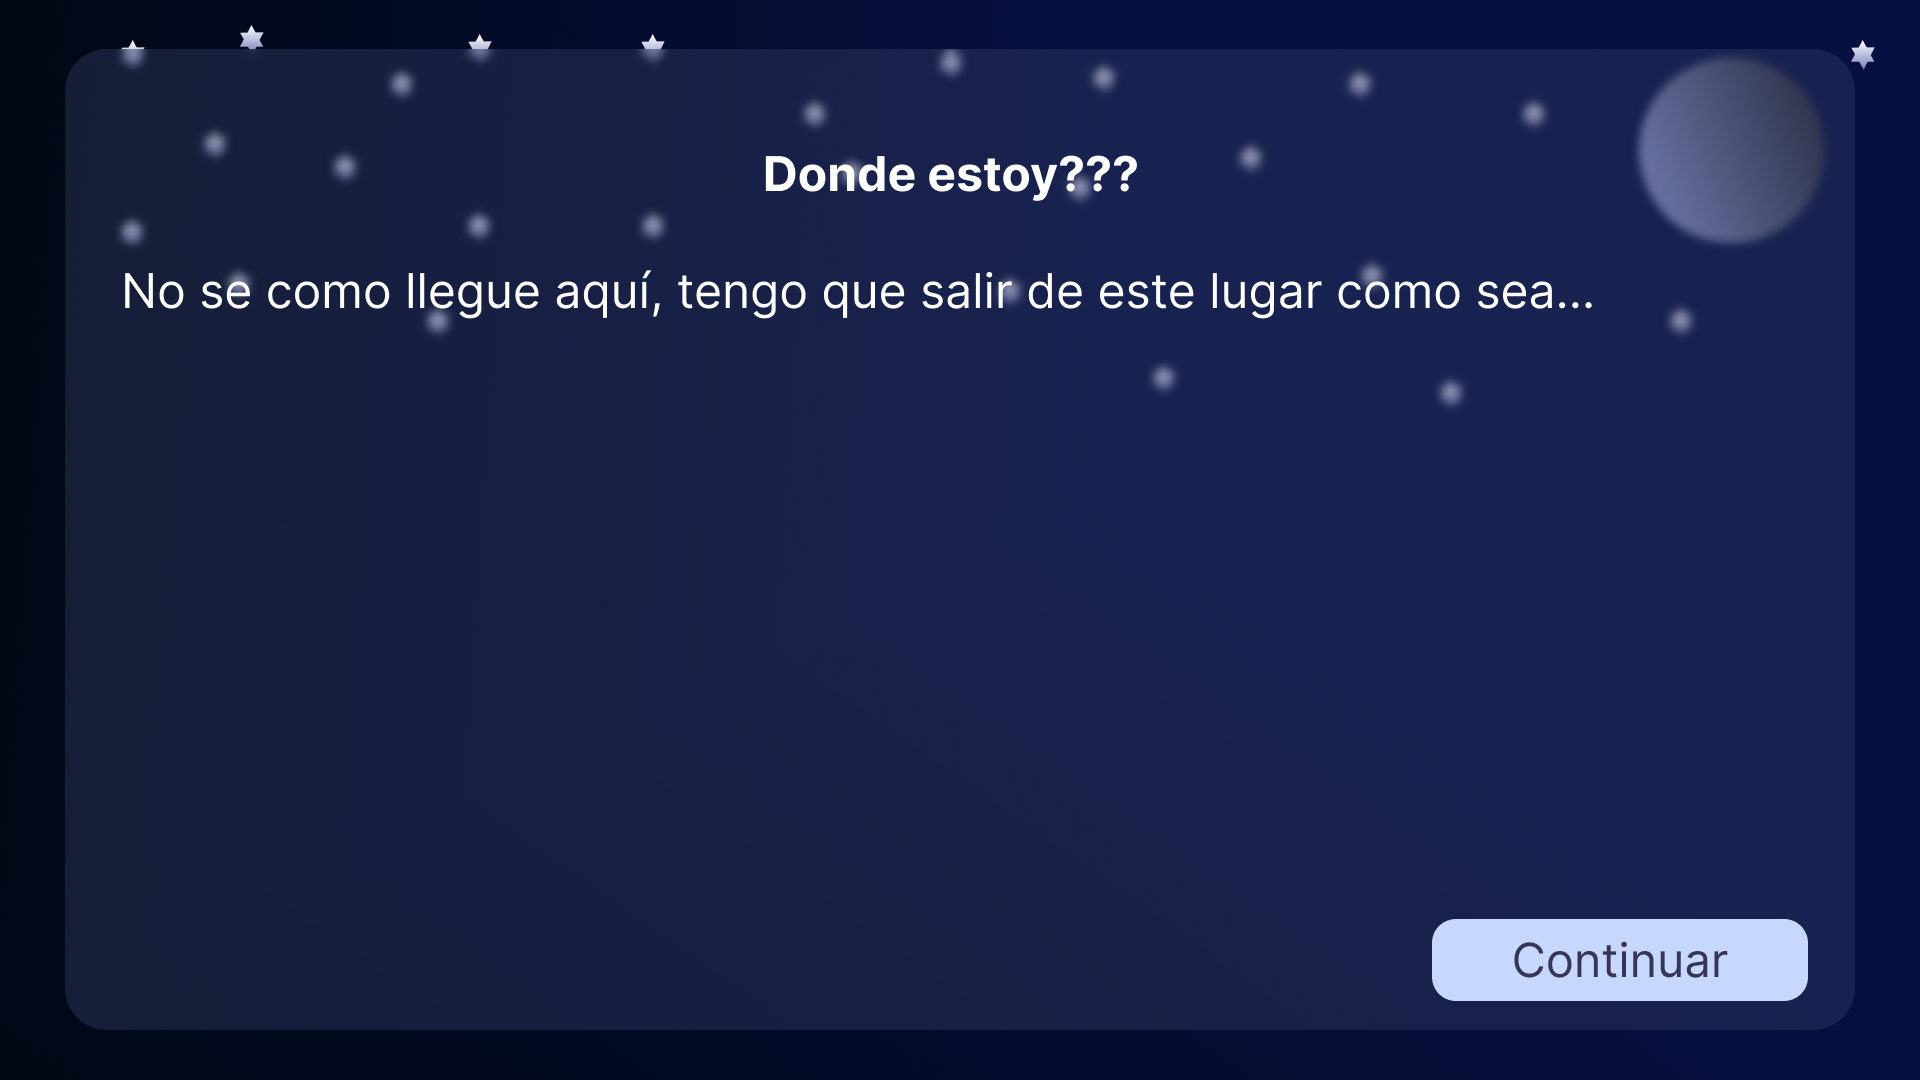 Donde estoy???
No se como llegue aquí, tengo que salir de este lugar como sea...
Continuar